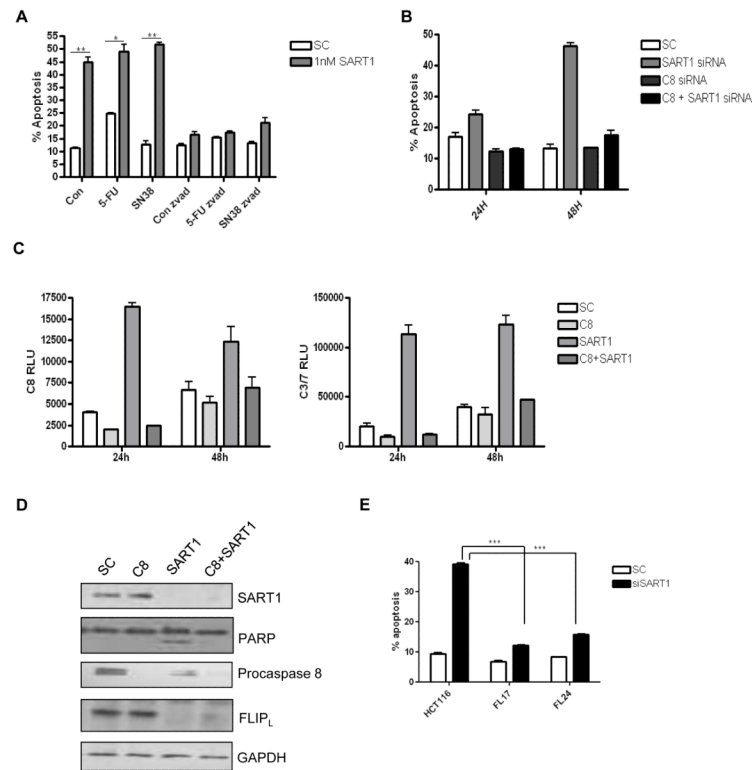 A
% Apoptosis
55
50
45
40
35
30
25
20
15
10
5
0
**
*
**
SC
1nM SART1
Con
5-FU
SN38
Con zvad
5-FU zvad
SN38 zvad
B
% Apoptosis
50
40
30
20
10
0
24H
48H
SC
SART1 siRNA
C8 siRNA
C8 + SART1 siRNA
C
C8 RLU
17500
15000
12500
10000
7500
5000
2500
0
24h
48h
C3/7 RLU
150000
100000
50000
0
24h
48h
SC
C8
SART1
C8+SART1
D
SC
C8
SART1
C8+SART1
SART1
PARP
Procaspase 8
FLIPL
GAPDH
E
% apoptosis
40
30
20
10
0
***
***
SC
siSART1
HCT116
FL17
FL24